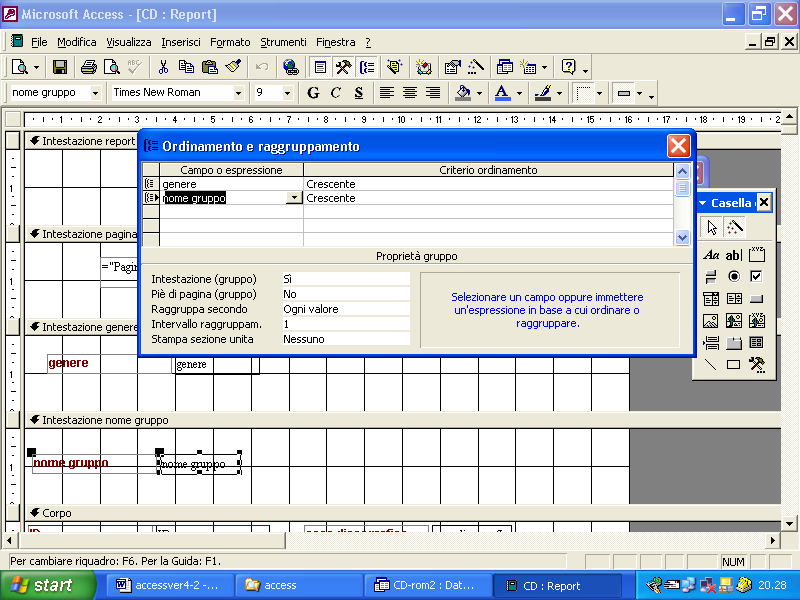 Microsoft Access - [CD : Report]
File Modifica Visualizza Inserisci Formato Strumenti Finestra ?
nome gruppo Times New Roman 9 G C S
1 2 3 4 5 6 7 8 9 10 11 12 13 14 15 16 17 18 19
Intestazione report
Ordinamento e raggruppamento
Campo o espressione Criterio ordinamento
genere Crescente
nome gruppo Crescente
Proprietà gruppo
Intestazione (gruppo) Sì
Piè di pagina (gruppo) No
Raggruppa secondo Ogni valore
Intervallo raggruppam. 1
Stampa sezione unita Nessuno
Selezionare un campo oppure immettere
un'espressione in base a cui ordinare o
raggruppare.
Casella
Aa ab|
Intestazione pagina
="Pagin
Intestazione genere
genere genere
Intestazione nome gruppo
nome gruppo nome gruppo
Corpo
ID ID
Per cambiare riquadro: F6. Per la Guida: F1. NUM
start accessver4-2 -... access CD-rom2 : Dat... CD : Report 20.28